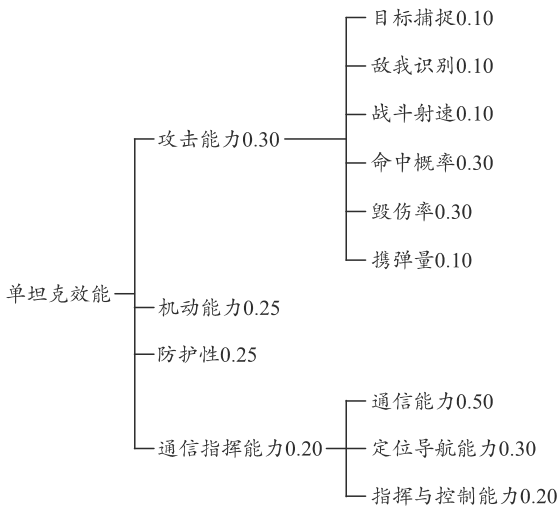 目标捕捉0.10
敌我识别0.10
战斗射速0.10
攻击能力0.30
命中概率0.30
毁伤率0.30
携弹量0.10
单坦克效能
机动能力0.25
防护性0.25
通信能力0.50
通信指挥能力0.20
定位导航能力0.30
指挥与控制能力0.20